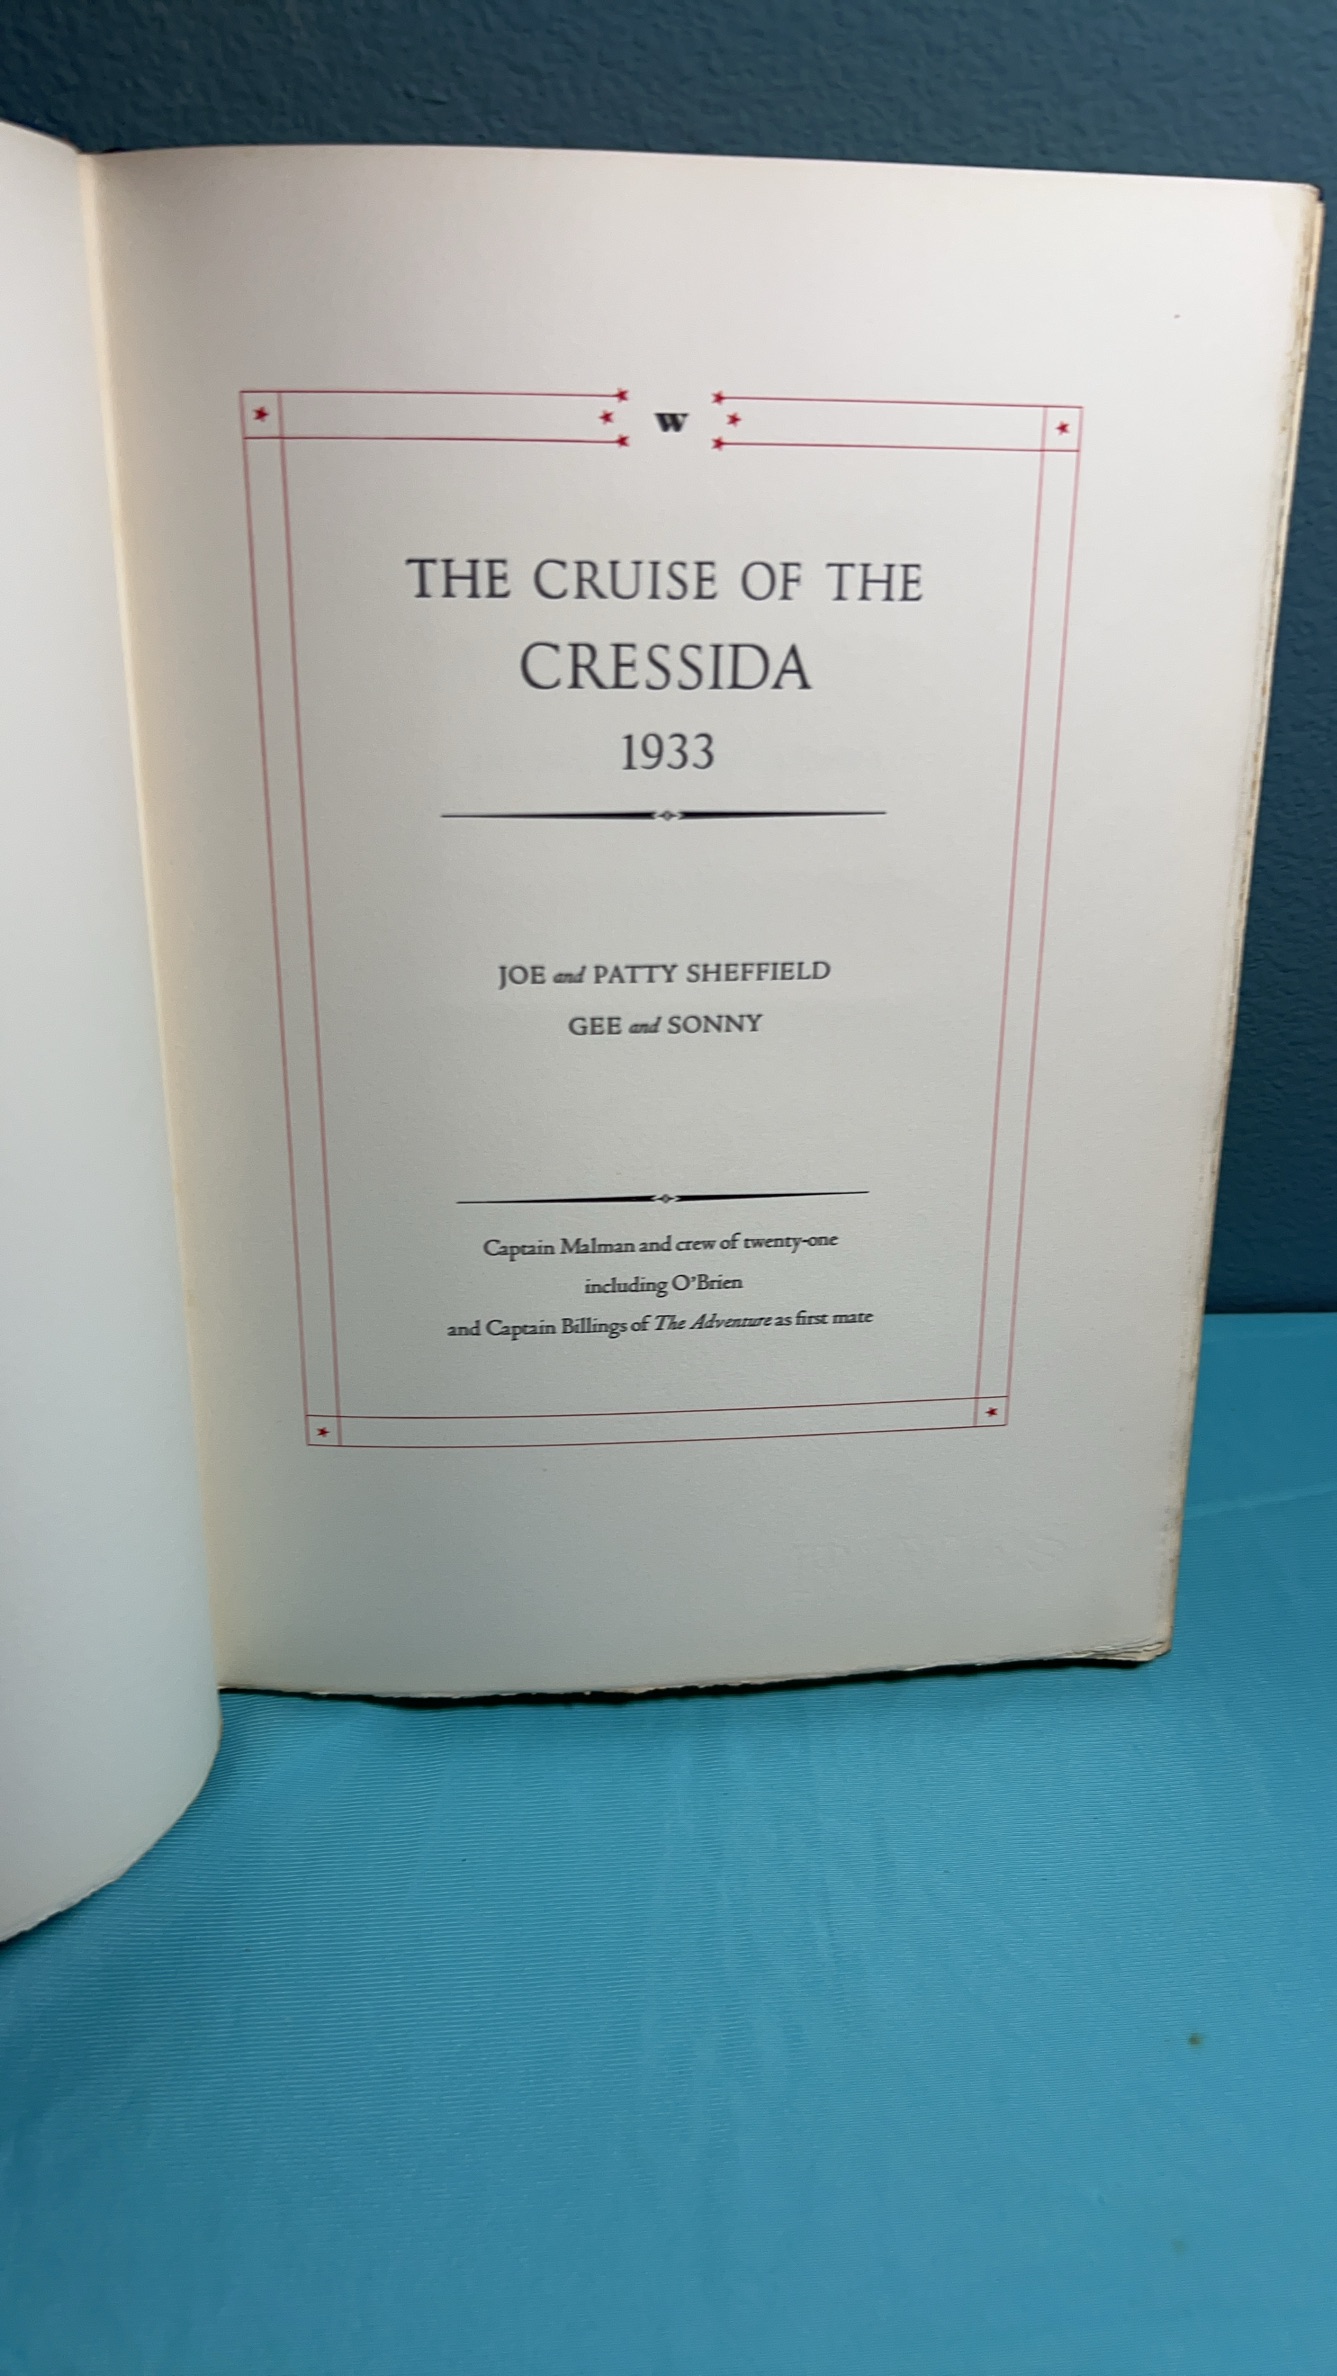 W
THE CRUISE OF THE
CRESSIDA
1933
JOE and PATTY SHEFFIELD
GEE and SONNY
Captain Malman and crew of twenty-one
including O'Brien
and Captain Billings of The Adventure as first mate